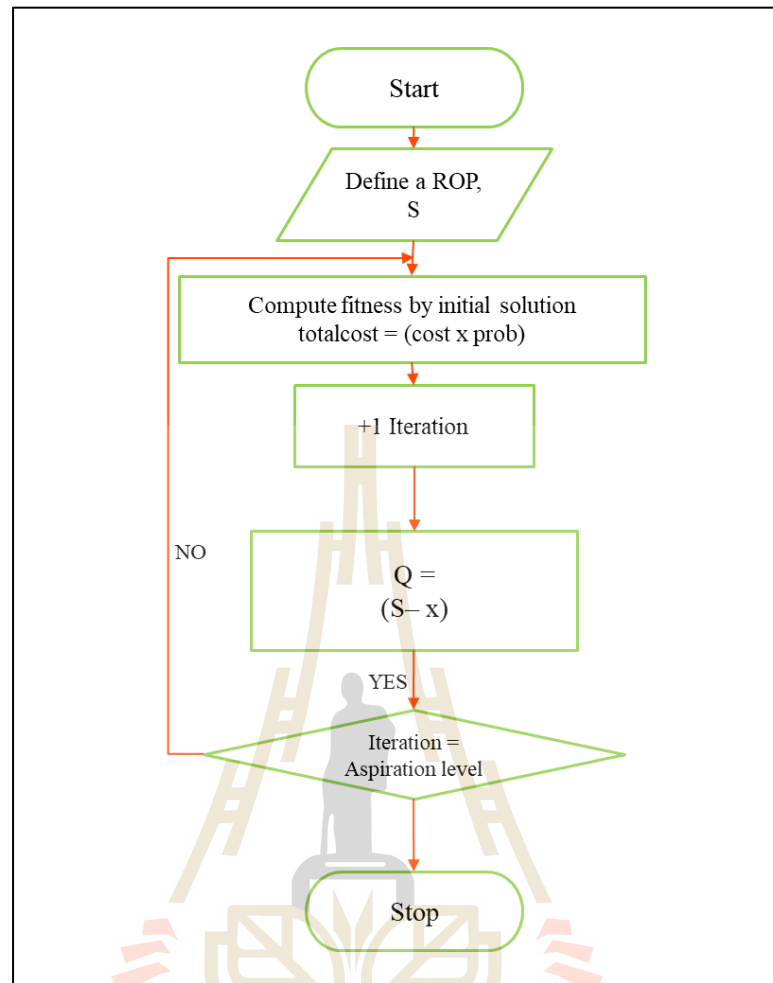 Start
Define a ROP,
S
Compute fitness by initial solution
totalcost = (cost x prob)
+1 Iteration
NO
Q =
(S– x)
YES
Iteration =
Aspiration level
Stop